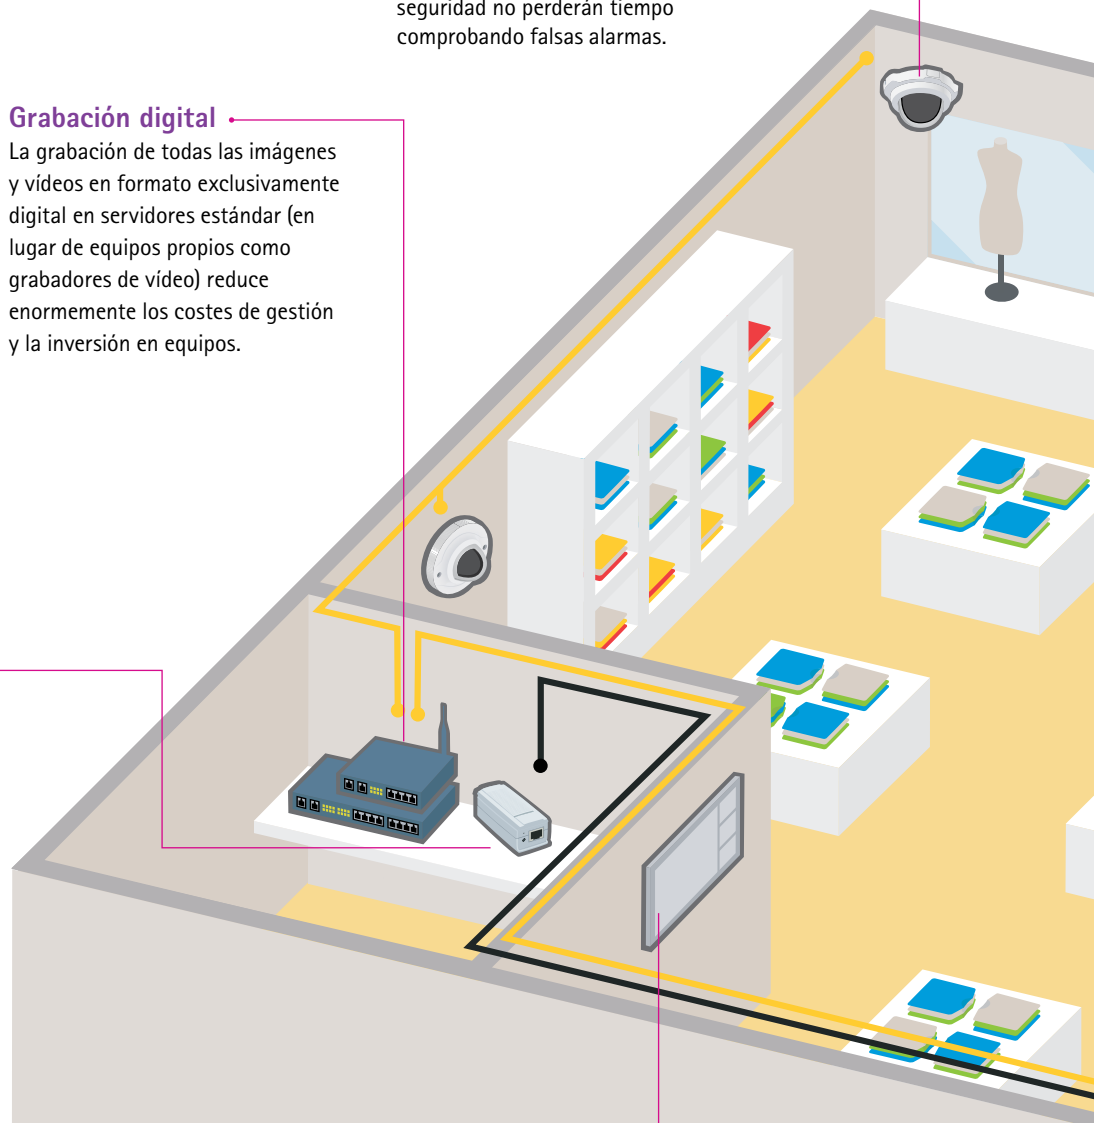 seguridad no perderán tiempo
comprobando falsas alarmas.
Grabación digital
La grabación de todas las imágenes
y vídeos en formato exclusivamente
digital en servidores estándar (en
lugar de equipos propios como
grabadores de vídeo) reduce
enormemente los costes de gestión
y la inversión en equipos.